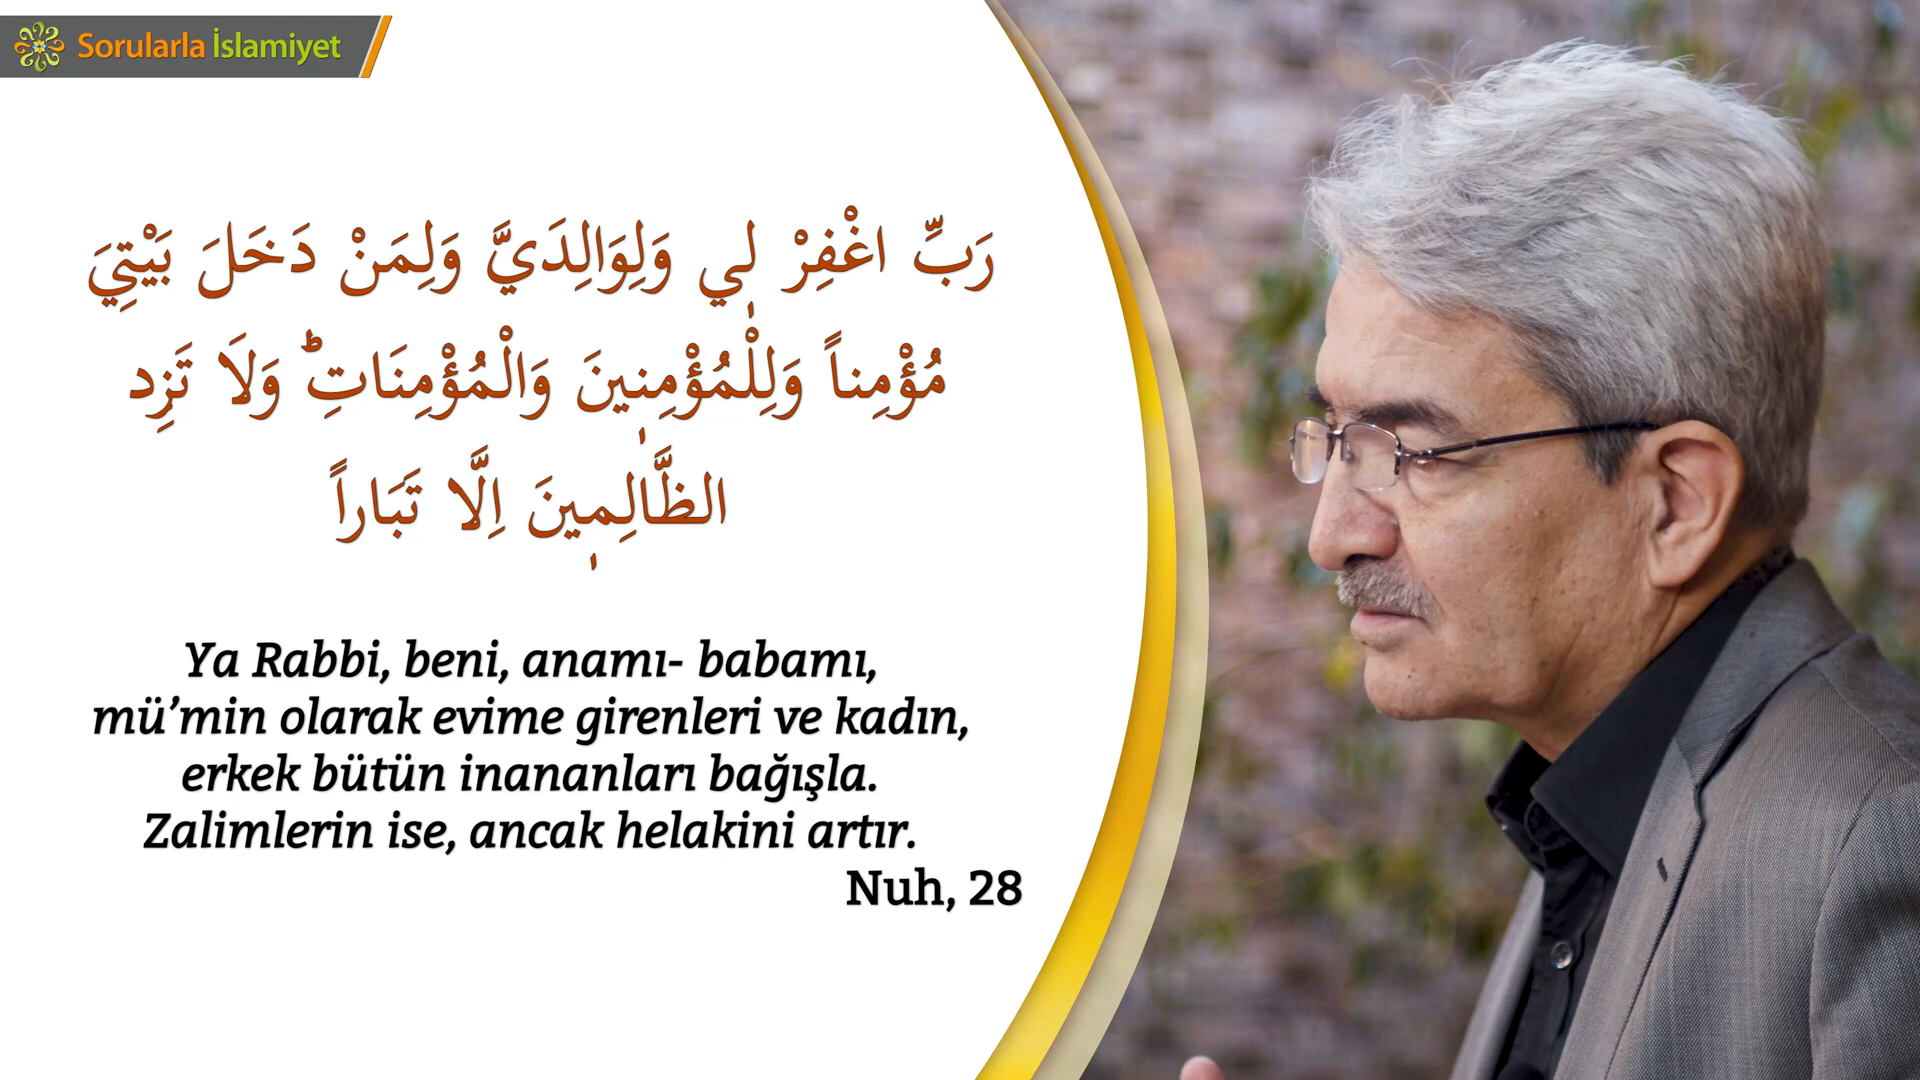 Sorularla İslamiyet
رَبِّ اغْفِرْ لٖي وَلِوَالِدَيَّ وَلِمَنْ دَخَلَ بَيْتِيَ
مُؤْمِناً وَلِلْمُؤْمِنٖينَ وَالْمُؤْمِنَاتِؕ وَلَا تَزِدِ
الظَّالِمٖينَ اِلَّا تَبَاراً
Ya Rabbi, beni, anamı- babamı,
mü’min olarak evime girenleri ve kadın,
erkek bütün inananları bağışla.
Zalimlerin ise, ancak helakini artır.
Nuh, 28